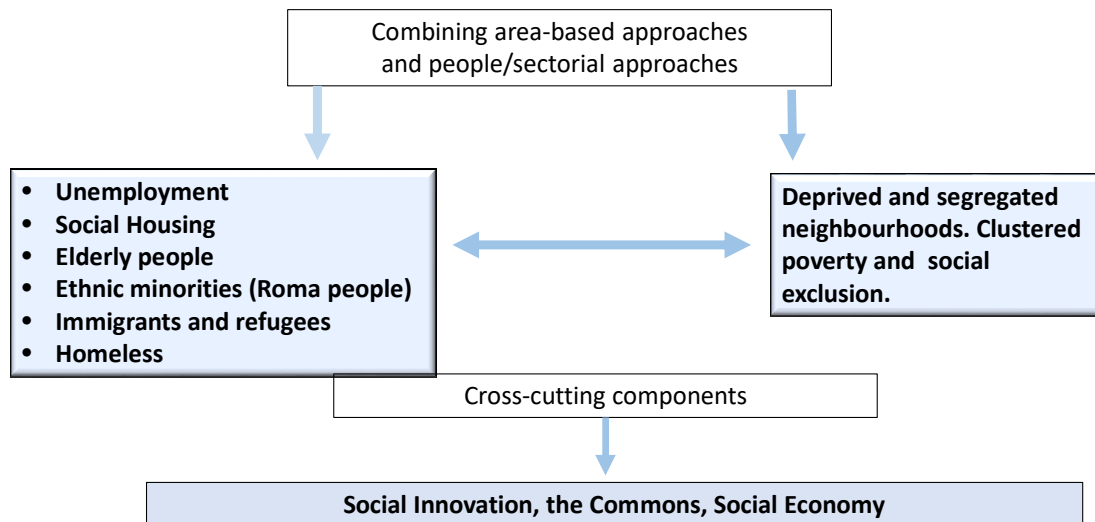 Combining area-based approaches
and people/sectorial approaches
• Unemployment
• Social Housing
• Elderly people
• Ethnic minorities (Roma people)
• Immigrants and refugees
• Homeless
Deprived and segregated
neighbourhoods. Clustered
poverty and social
exclusion.
Cross-cutting components
Social Innovation, the Commons, Social Economy